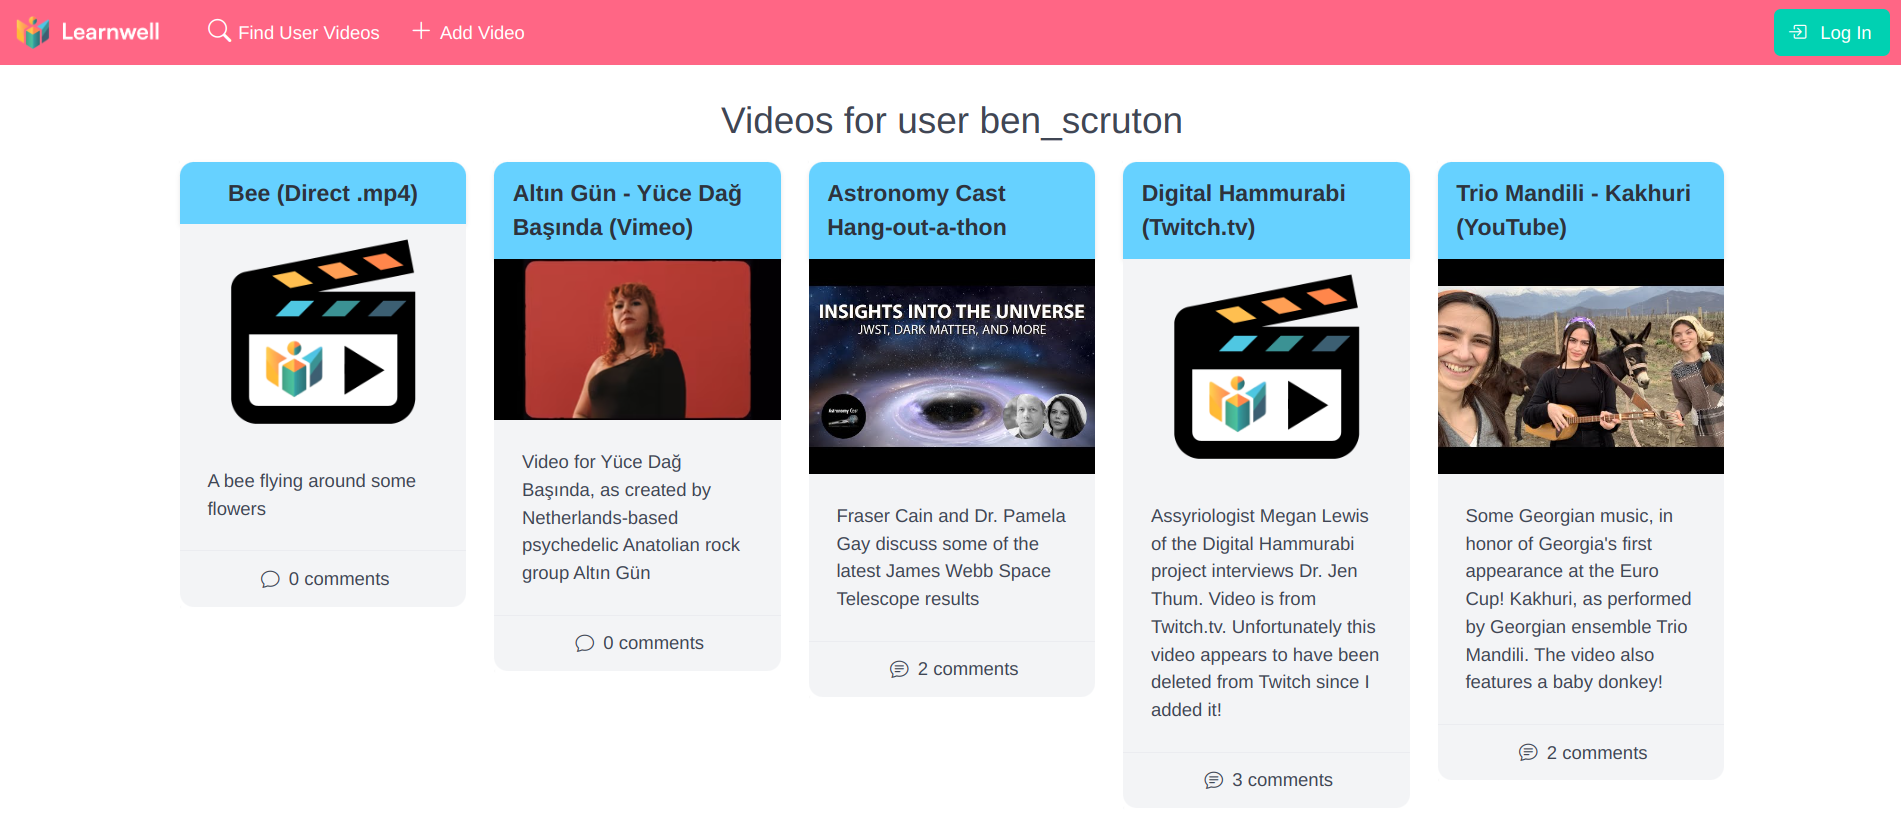 Learnwell
Find User Videos
Add Video
Log In
Videos for user ben_scruton
Bee (Direct .mp4)
A bee flying around some
flowers
0 comments
Altın Gün - Yüce Dağ
Başında (Vimeo)
Video for Yüce Dağ
Başında, as created by
Netherlands-based
psychedelic Anatolian rock
group Altın Gün
0 comments
Astronomy Cast
Hang-out-a-thon
INSIGHTS INTO THE UNIVERSE
JWST, DARK MATTER, AND MORE
Astronomy Cast
Fraser Cain and Dr. Pamela
Gay discuss some of the
latest James Webb Space
Telescope results
2 comments
Digital Hammurabi
(Twitch.tv)
Assyriologist Megan Lewis
of the Digital Hammurabi
project interviews Dr. Jen
Thum. Video is from
Twitch.tv. Unfortunately this
video appears to have been
deleted from Twitch since I
added it!
3 comments
Trio Mandili - Kakhuri
(YouTube)
Some Georgian music, in
honor of Georgia's first
appearance at the Euro
Cup! Kakhuri, as performed
by Georgian ensemble Trio
Mandili. The video also
features a baby donkey!
2 comments